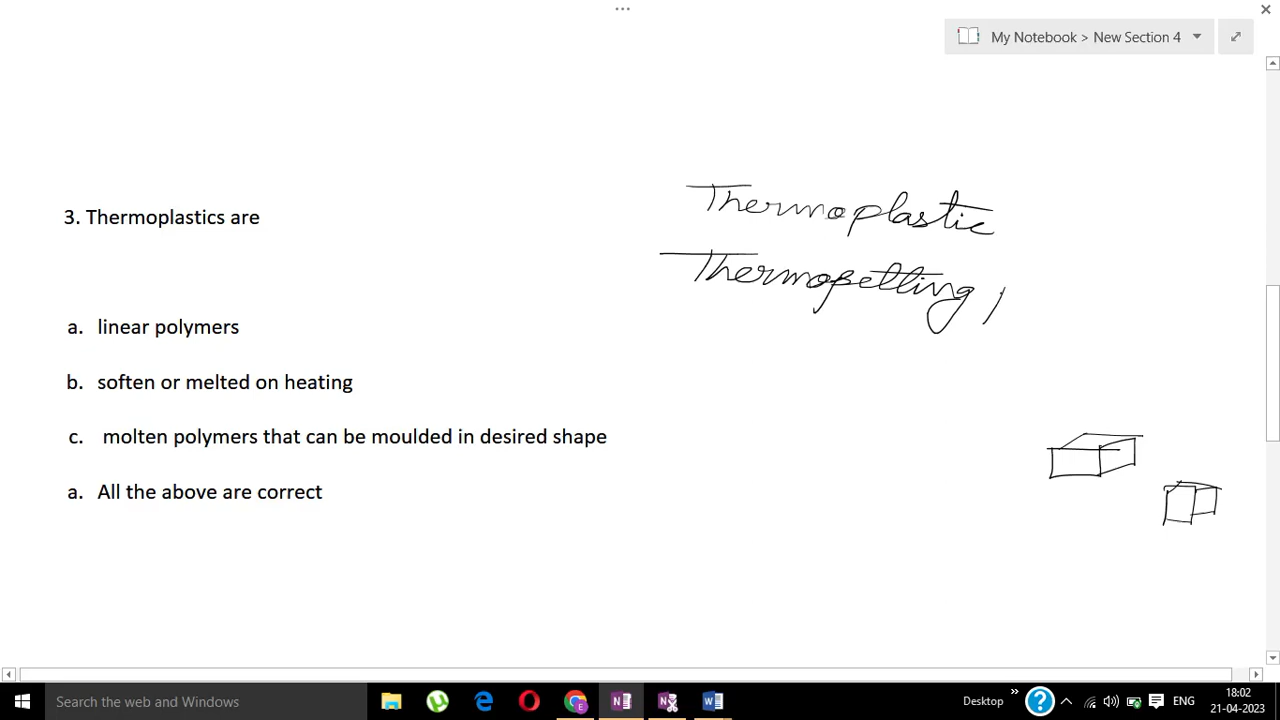 My Notebook > New Section 4
Thermoplastic
3. Thermoplastics are
Thermosetting
a. linear polymers
b. soften or melted on heating
c. molten polymers that can be moulded in desired shape
a. All the above are correct
Search the web and Windows
Desktop
ENG
18:02
21-04-2023